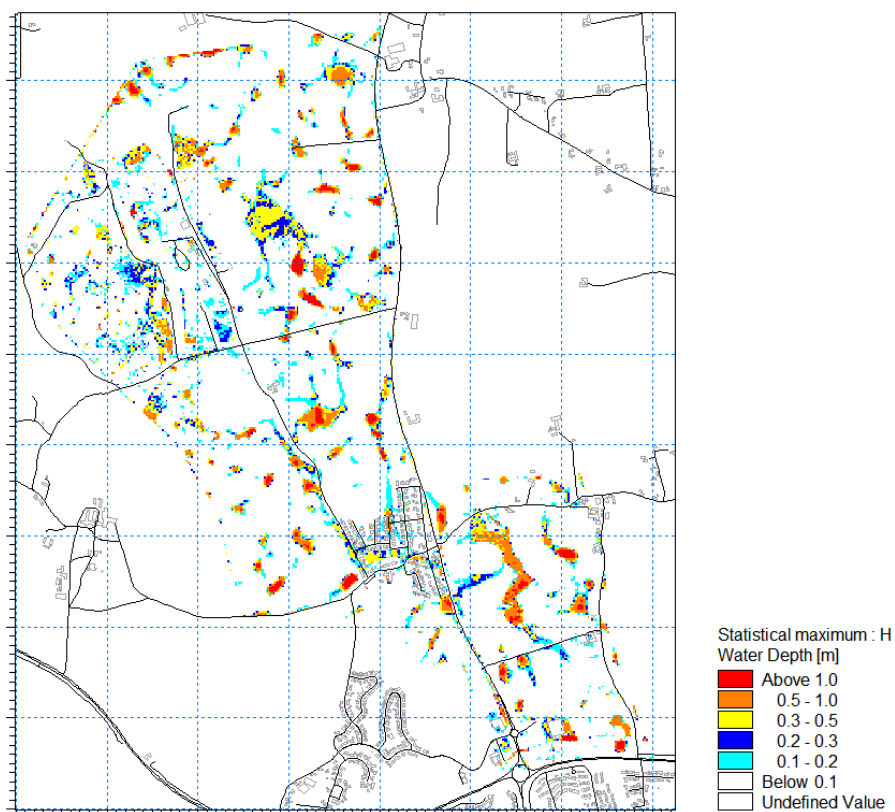 Statistical maximum : H
Water Depth [m]
Above 1.0
0.5 - 1.0
0.3 - 0.5
0.2 - 0.3
0.1 - 0.2
Below 0.1
Undefined Value